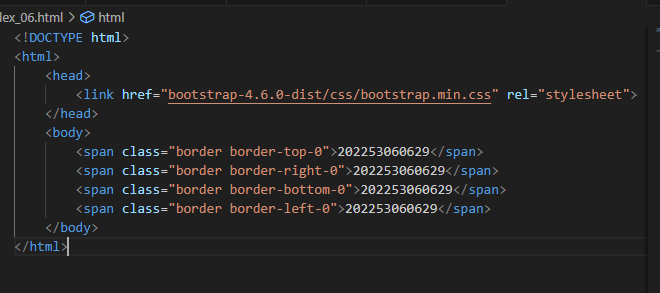 lex_06.html > html
<!DOCTYPE html>
<html>
    <head>
        <link href="bootstrap-4.6.0-dist/css/bootstrap.min.css" rel="stylesheet">
    </head>
    <body>
        <span class="border border-top-0">202253060629</span>
        <span class="border border-right-0">202253060629</span>
        <span class="border border-bottom-0">202253060629</span>
        <span class="border border-left-0">202253060629</span>
    </body>
</html>